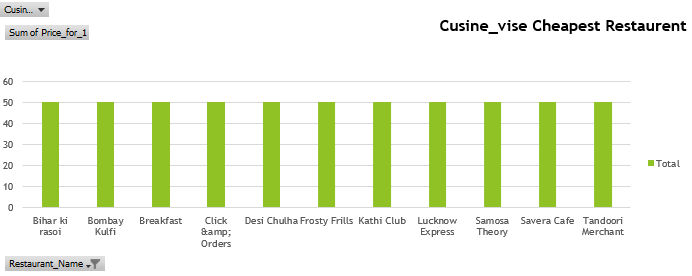 Cusin...
Cusine_vise Cheapest Restaurent
Sum of Price_for_1
60
50
40
30
20
10
0
Bihar ki
rasoi
Bombay
Kulfi
Breakfast
Click
&amp;
Orders
Desi Chulha
Frosty Frills
Kathi Club
Lucknow
Express
Samosa
Theory
Savera Cafe
Tandoori
Merchant
Total
Restaurant_Name